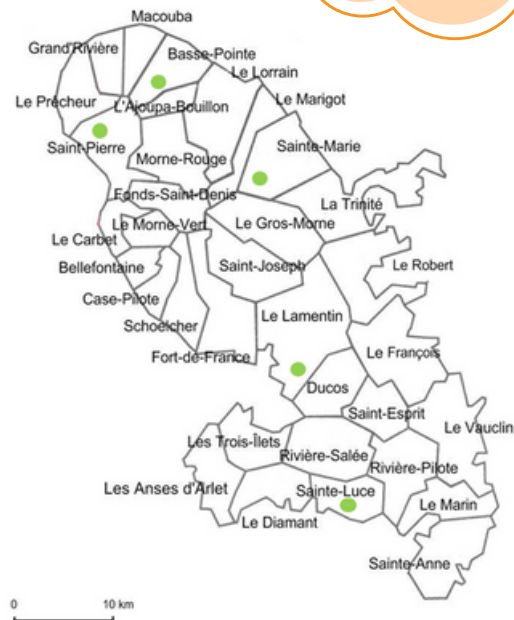 Macouba
Grand'Rivière
Basse-Pointe
Le Lorrain
Le Prêcheur
L'Ajoupa-Bouillon
Le Marigot
Saint-Pierre
Sainte-Marie
Morne-Rouge
Fonds-Saint-Denis
La Trinité
Le Morne-Vert
Le Gros-Morne
Le Carbet
Bellefontaine
Saint-Joseph
Le Robert
Case-Pilote
Le Lamentin
Schoelcher
Fort-de-France
Le François
Ducos
Saint-Esprit
Le Vauclin
Les Trois-Îlets
Rivière-Salée
Rivière-Pilote
Les Anses d'Arlet
Sainte-Luce
Le Marin
Le Diamant
Sainte-Anne
0 10 km